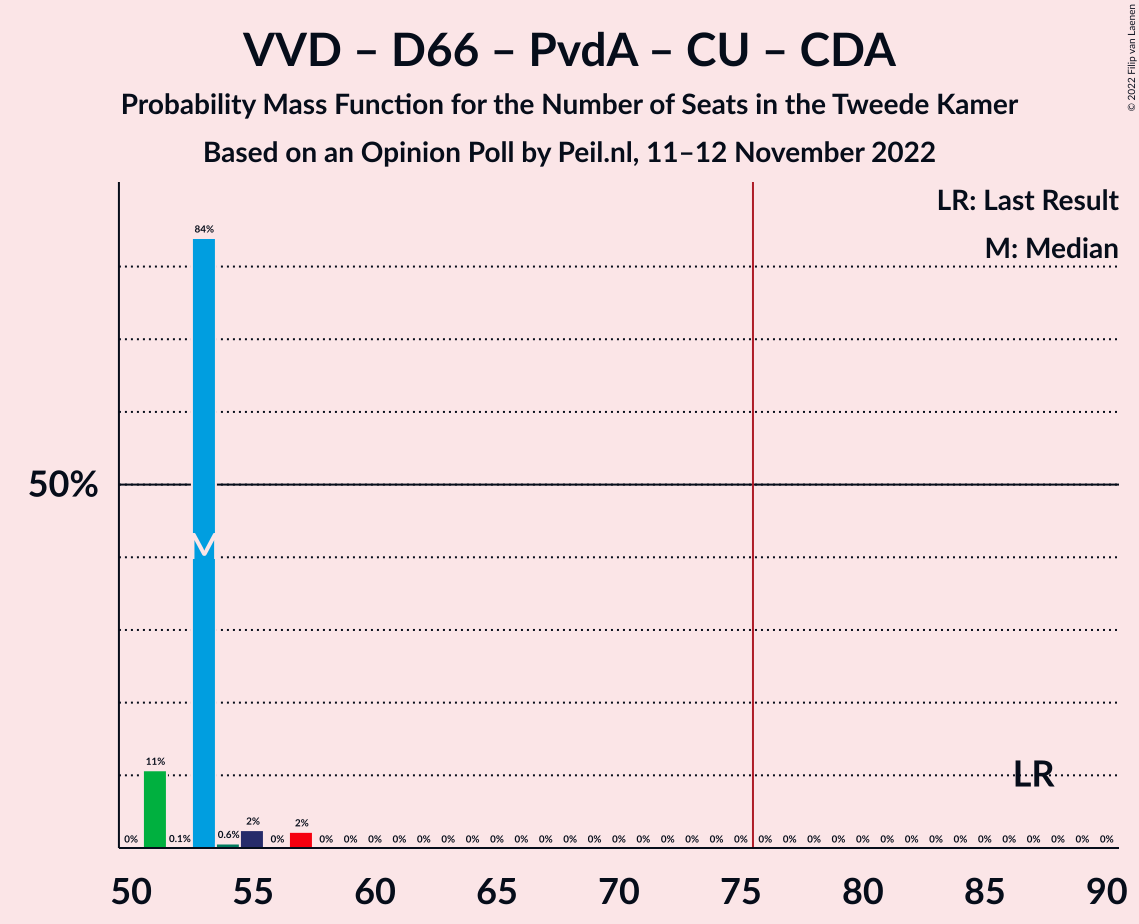 VVD – D66 – PvdA – CU – CDA
Probability Mass Function for the Number of Seats in the Tweede Kamer
Based on an Opinion Poll by Peil.nl, 11–12 November 2022
© 2022 Filip van Laenen
LR: Last Result
M: Median
84%
50%
M
11%
LR
0% 0.1% 0.6% 2% 0% 2% 0% 0% 0% 0% 0% 0% 0% 0% 0% 0% 0% 0% 0% 0% 0% 0% 0% 0% 0% 0% 0% 0% 0% 0% 0% 0% 0% 0% 0% 0% 0% 0% 0%
50 55 60 65 70 75 80 85 90